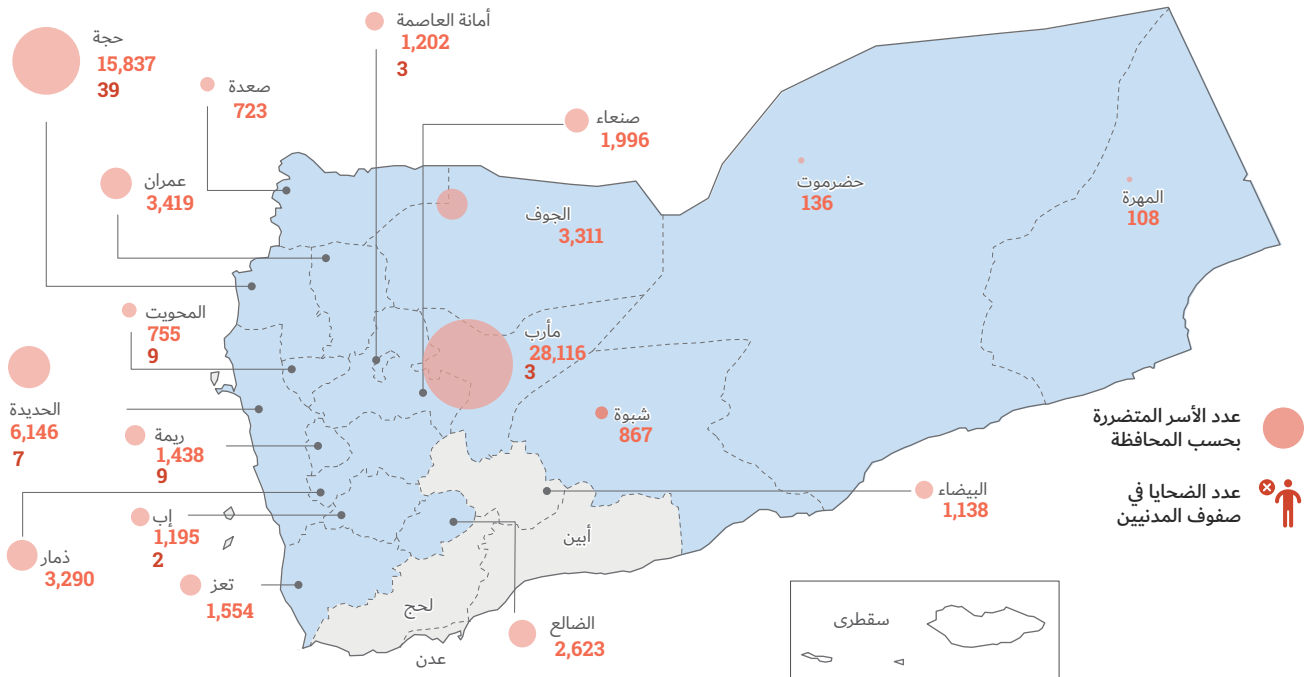 حجة
15,837
39
أمانة العاصمة
1,202
3
صعدة
723
صنعاء
1,996
عمران
3,419
الجوف
3,311
حضرموت
136
المهرة
108
المحويت
755
9
مأرب
28,116
3
الحديدة
6,146
7
شبوة
867
ريمة
1,438
9
عدد الأسر المتضررة
بحسب المحافظة
البيضاء
1,138
عدد الضحايا في
صفوف المدنيين
إب
1,195
2
أبين
ذمار
3,290
تعز
1,554
لحج
الضالع
2,623
سقطرى
عدن